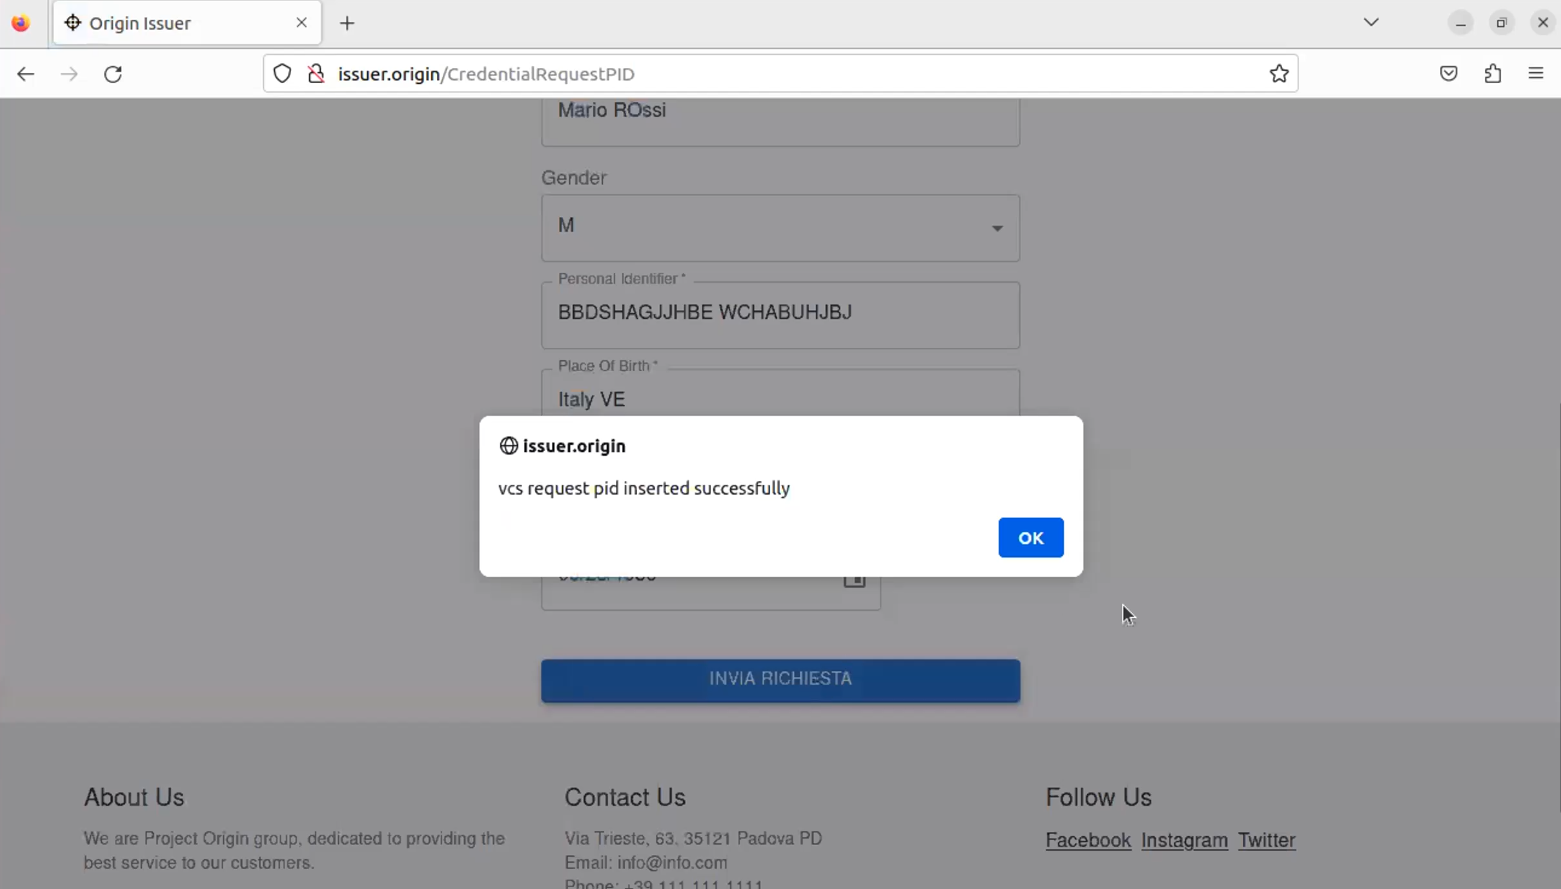 Origin Issuer
issuer.origin/CredentialRequestPID
Mario ROssi
Gender
M
Personal Identifier *
BBDSHAGJJHBE WCHABUHJBJ
Place Of Birth *
Italy VE
issuer.origin
vcs request pid inserted successfully
OK
INVIA RICHIESTA
About Us
We are Project Origin group, dedicated to providing the
best service to our customers.
Contact Us
Via Trieste, 63, 35121 Padova PD
Email: info@info.com
Phone: +39 111 111 1111
Follow Us
Facebook Instagram Twitter